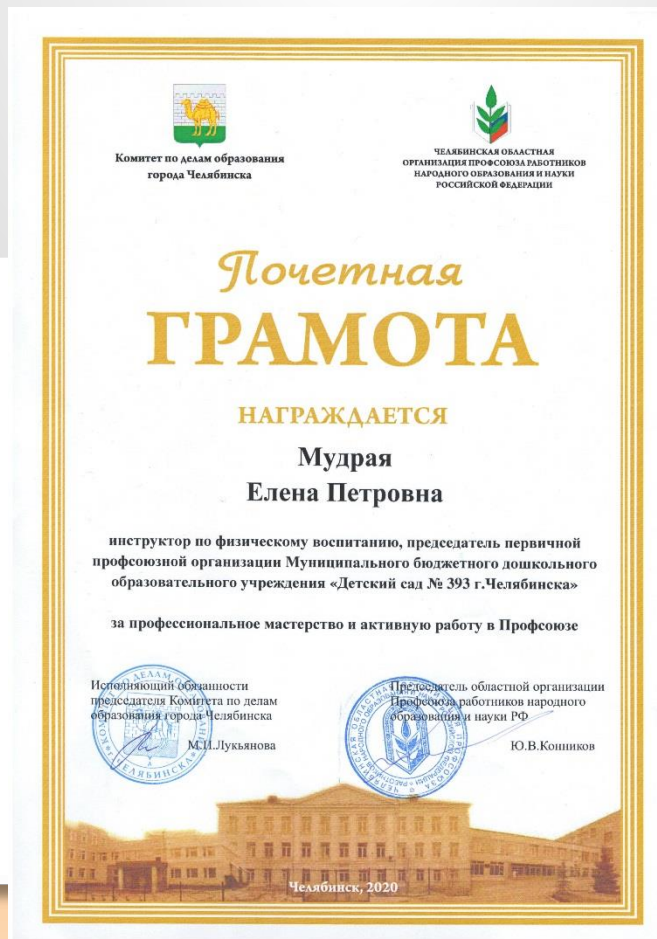 Комитет по делам образования
города Челябинска
ЧЕЛЯБИНСКАЯ ОБЛАСТНАЯ
ОРГАНИЗАЦИЯ ПРОФСОЮЗА РАБОТНИКОВ
НАРОДНОГО ОБРАЗОВАНИЯ И НАУКИ
РОССИЙСКОЙ ФЕДЕРАЦИИ
Почетная
ГРАМОТА
НАГРАЖДАЕТСЯ
Мудрая
Елена Петровна
инструктор по физическому воспитанию, председатель первичной
профсоюзной организации Муниципального бюджетного дошкольного
образовательного учреждения «Детский сад № 393 г.Челябинска»
за профессиональное мастерство и активную работу в Профсоюзе
Исполняющий обязанности
председателя Комитета по делам
образования города Челябинска
М.И.Лукьянова
Председатель областной организации
Профсоюза работников народного
образования и науки РФ
Ю.В.Конников
Челябинск, 2020